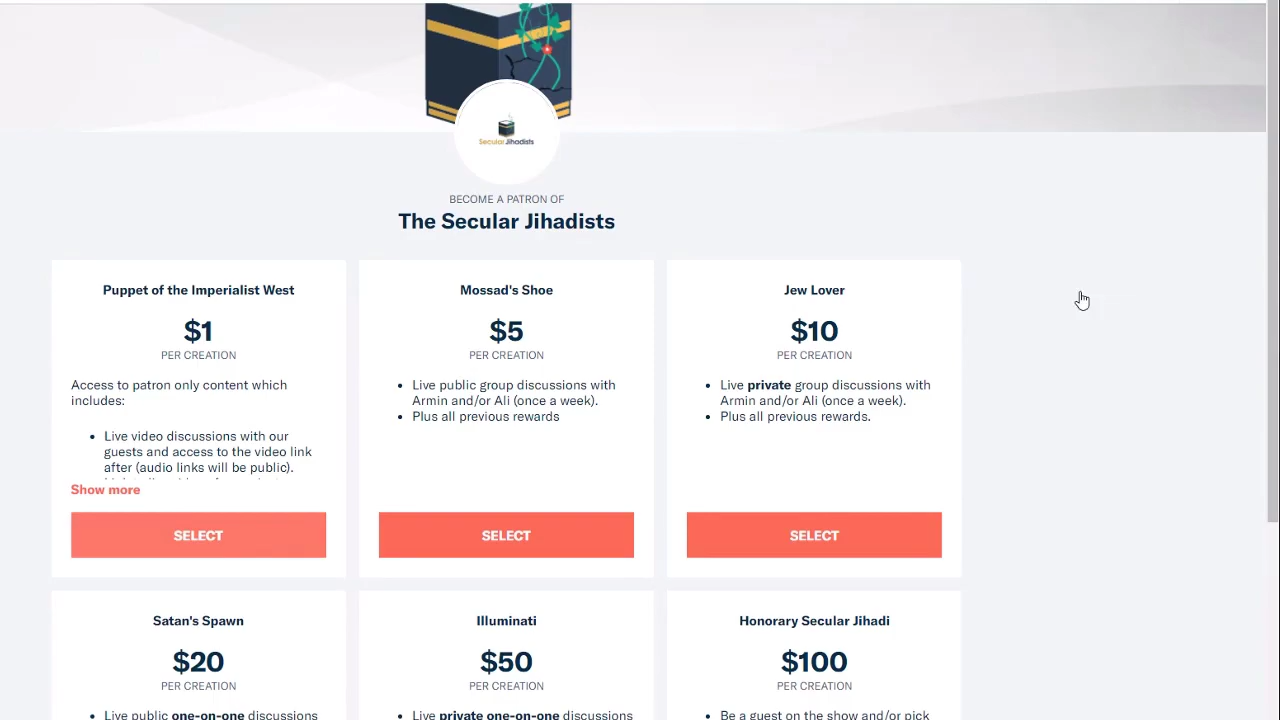 Secular Jihadists
BECOME A PATRON OF
The Secular Jihadists
Puppet of the Imperialist West
$1
PER CREATION
Access to patron only content which
includes:
• Live video discussions with our
guests and access to the video link
after (audio links will be public).
Show more
SELECT
Mossad's Shoe
$5
PER CREATION
• Live public group discussions with
Armin and/or Ali (once a week).
• Plus all previous rewards
SELECT
Jew Lover
$10
PER CREATION
• Live private group discussions with
Armin and/or Ali (once a week).
• Plus all previous rewards.
SELECT
Satan's Spawn
$20
PER CREATION
• Live public one-on-one discussions
Illuminati
$50
PER CREATION
• Live private one-on-one discussions
Honorary Secular Jihadi
$100
PER CREATION
• Be a guest on the show and/or pick